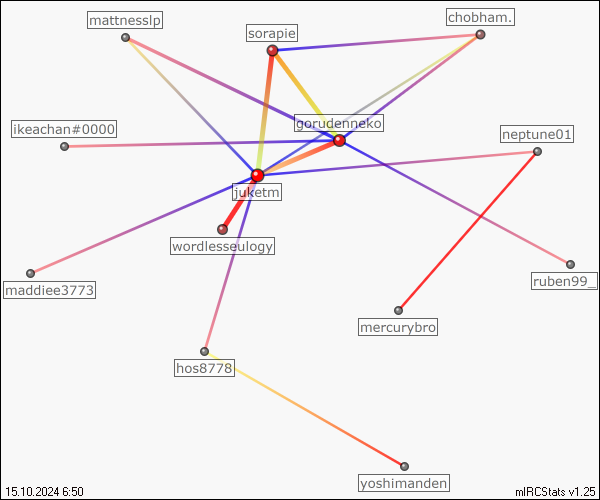 mattnesslp
chobham.
sorapie
gorudenneko
ikeachan#0000
neptune01
juketm
wordlesseulogy
maddiee3773
ruben99_
mercurybro
hos8778
yoshimanden
15.10.2024 6:50
mIRCStats v1.25